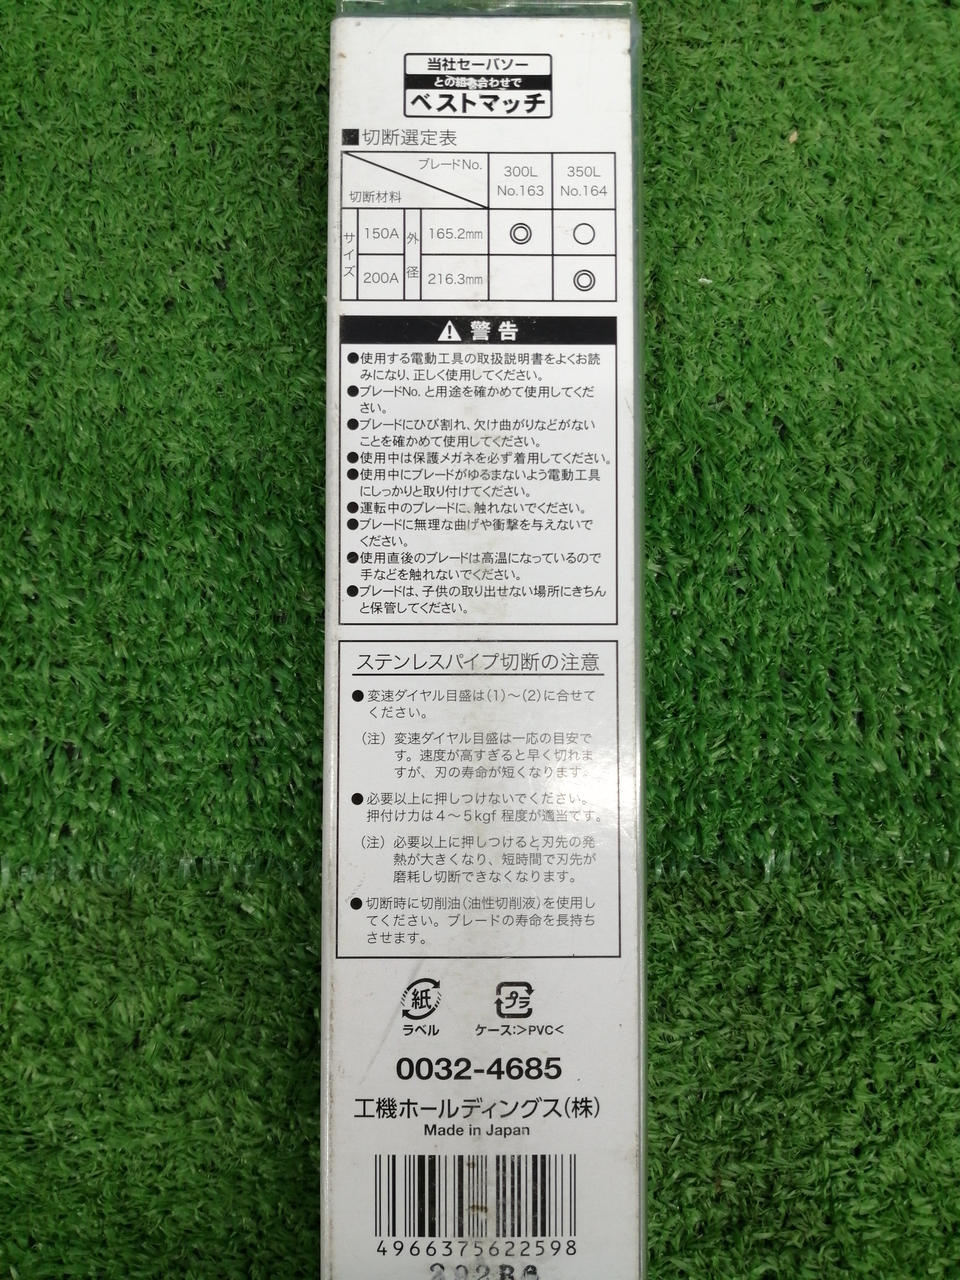 当社セーバソー
との組み合わせで
ベストマッチ
■切断選定表
ブレードNo.
切断材料
300L
No.163
350L
No.164
サイズ
150A
外径
165.2mm
◎
○
200A
216.3mm
◎
警告
●使用する電動工具の取扱説明書をよくお読
みになり、正しく使用してください。
●ブレードNo.と用途を確かめて使用してくだ
さい。
●ブレードにひび割れ、欠け曲がりなどがない
ことを確かめて使用してください。
●使用中は保護メガネを必ず着用してください。
●使用中にブレードがゆるまないよう電動工具
にしっかりと取り付けてください。
●運転中のブレードに、触れないでください。
●ブレードに無理な曲げや衝撃を与えないで
ください。
●使用直後のブレードは高温になっているので
手などを触れないでください。
●ブレードは、子供の取り出せない場所にきちん
と保管してください。
ステンレスパイプ切断の注意
●変速ダイヤル目盛は(1)～(2)に合せて
ください。
(注)変速ダイヤル目盛は一応の目安で
す。速度が高すぎると早く切れま
すが、刃の寿命が短くなります。
●必要以上に押しつけないでください。
押付け力は4～5kgf 程度が適当です。
(注)必要以上に押しつけると刃先の発
熱が大きくなり、短時間で刃先が
磨耗し切断できなくなります。
●切断時に切削油(油性切削液)を使用し
てください。ブレードの寿命を長持ち
させます。
紙
ラベル
プラ
ケース:>PVC<
0032-4685
工機ホールディングス(株)
Made in Japan
4966375622598